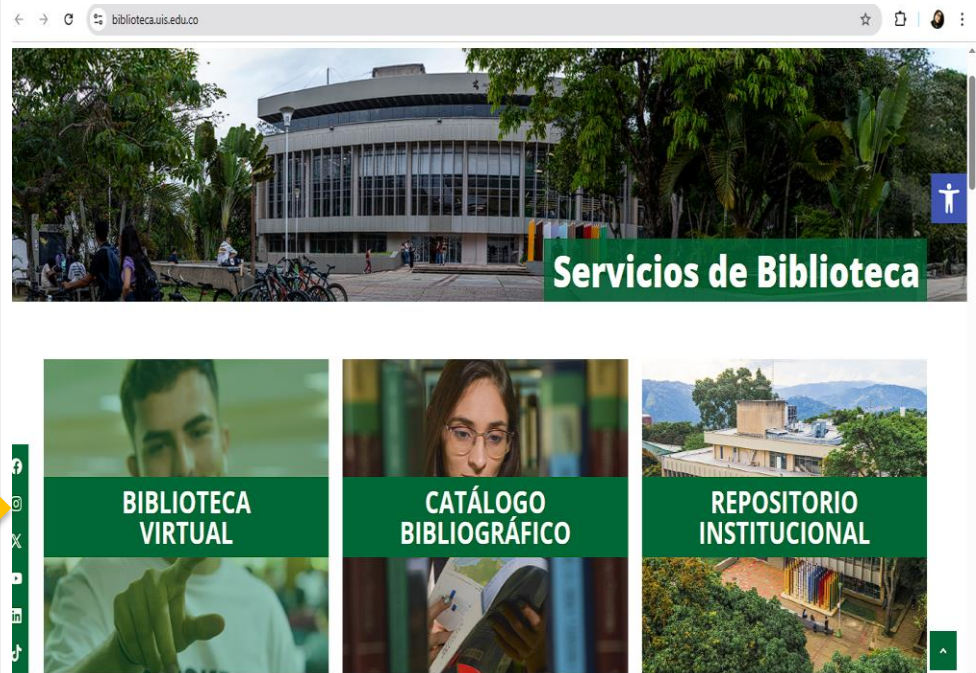 biblioteca.uis.edu.co
Servicios de Biblioteca
BIBLIOTECA
VIRTUAL
CATÁLOGO
BIBLIOGRÁFICO
REPOSITORIO
INSTITUCIONAL